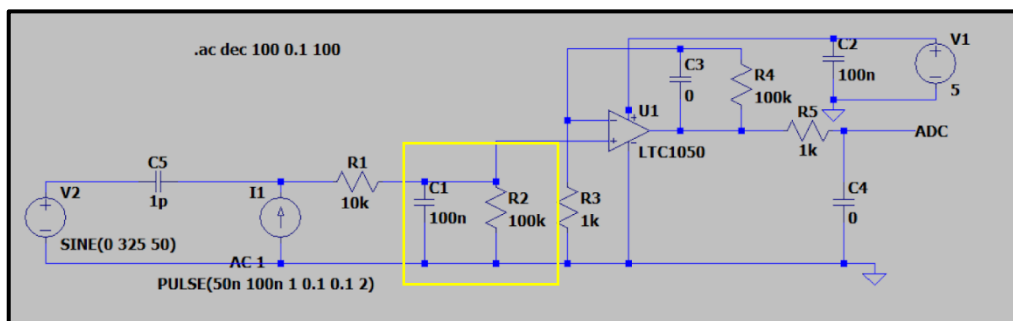 .ac dec 100 0.1 100
V1
C2
100n
5
C3
0
R4
100k
U1
+
-
LTC1050
R5
1k
ADC
C4
0
C5
1p
R1
10k
V2
I1
C1
100n
R2
100k
R3
1k
SINE(0 325 50)
AC 1
PULSE(50n 100n 1 0.1 0.1 2)